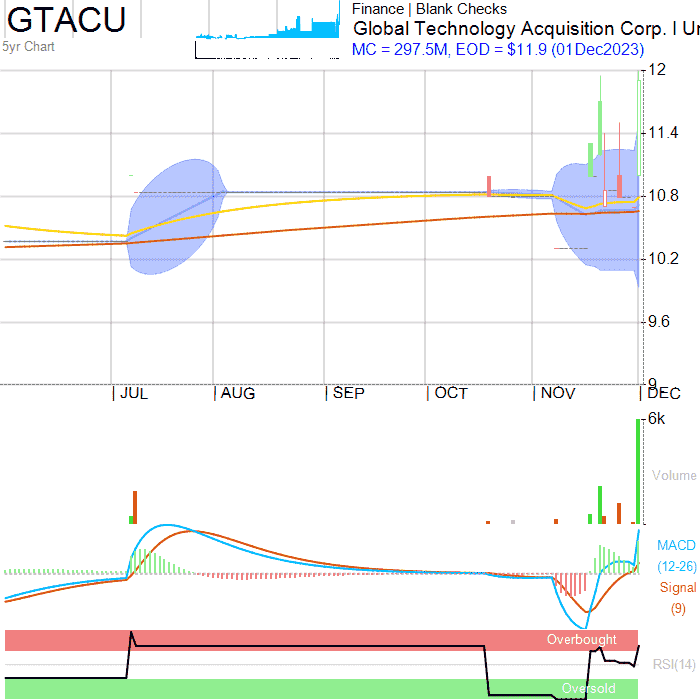 GTACU
5yr Chart
Finance | Blank Checks
Global Technology Acquisition Corp. I Un
MC = 297.5M, EOD = $11.9 (01Dec2023)
12
11.4
10.8
10.2
9.6
9
JUL AUG SEP OCT NOV DEC
6k
Volume
MACD
(12-26)
Signal
(9)
Overbought
RSI(14)
Oversold